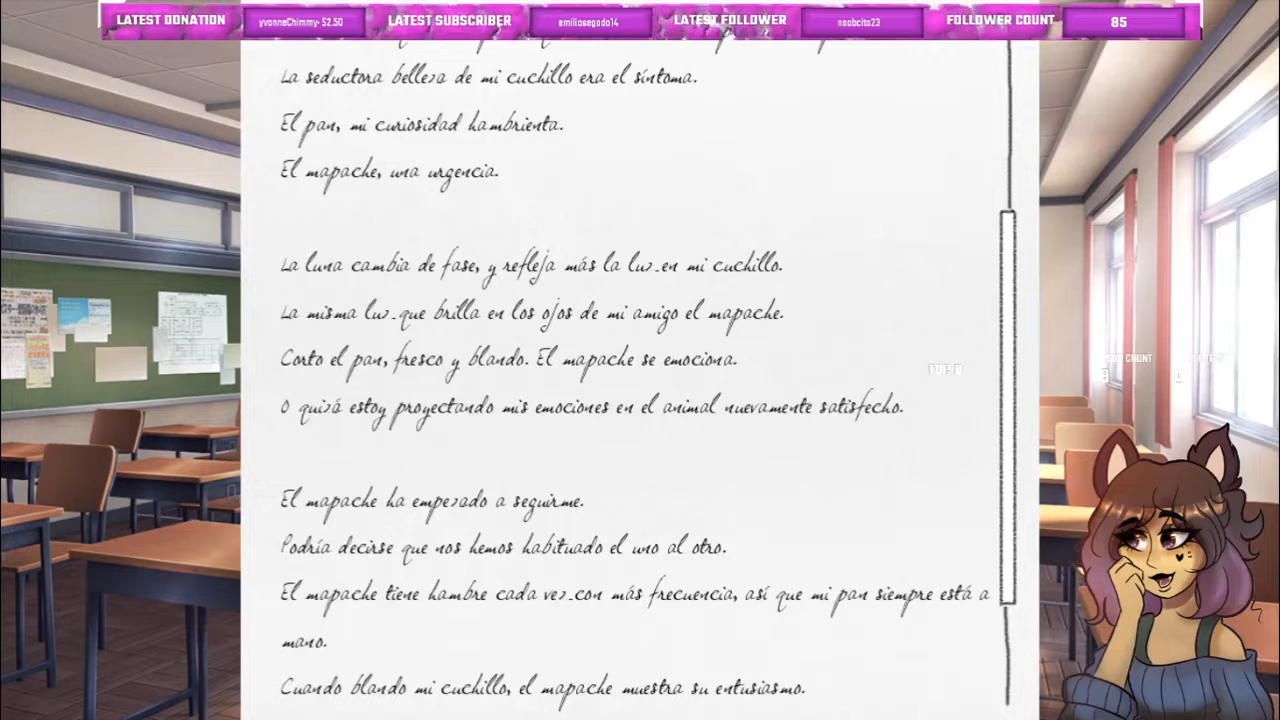 LATEST DONATION yvonneChimmy- $2.50 LATEST SUBSCRIBER emiliosagodo14 LATEST FOLLOWER noobcito23 FOLLOWER COUNT 85
La seductora belleza de mi cuchillo era el síntoma.
El pan, mi curiosidad hambrienta.
El mapache, una urgencia.
La luna cambia de fase, y refleja más la luz en mi cuchillo.
La misma luz que brilla en los ojos de mi amigo el mapache.
Corto el pan, fresco y blando. El mapache se emociona.
O quizá estoy proyectando mis emociones en el animal nuevamente satisfecho.
El mapache ha empezado a seguirme.
Podría decirse que nos hemos habituado el uno al otro.
El mapache tiene hambre cada vez con más frecuencia, así que mi pan siempre está a
mano.
Cuando blando mi cuchillo, el mapache muestra su entusiasmo.